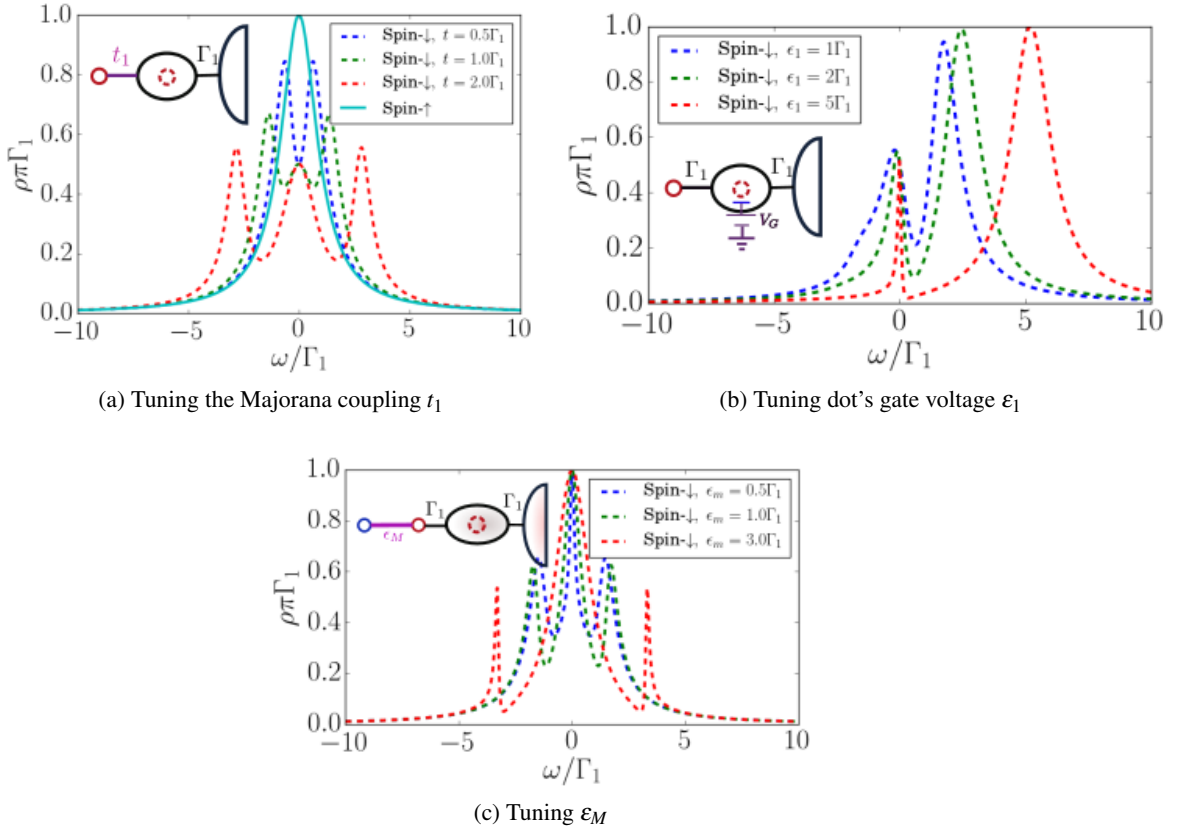 1.0
0.8
0.6
0.4
0.2
0.0
ρπΓ₁
t₁
Γ₁
Spin-↓, t = 0.5Γ₁
Spin-↓, t = 1.0Γ₁
Spin-↓, t = 2.0Γ₁
Spin-↑
−10
−5
0
5
10
ω/Γ₁
(a) Tuning the Majorana coupling t₁
1.0
0.8
0.6
0.4
0.2
0.0
ρπΓ₁
Spin-↓, ϵ₁ = 1Γ₁
Spin-↓, ϵ₁ = 2Γ₁
Spin-↓, ϵ₁ = 5Γ₁
Γ₁
Γ₁
V_G
−10
−5
0
5
10
ω/Γ₁
(b) Tuning dot's gate voltage ε₁
1.0
0.8
0.6
0.4
0.2
0.0
ρπΓ₁
ϵ_M
Γ₁
Γ₁
Spin-↓, ϵₘ = 0.5Γ₁
Spin-↓, ϵₘ = 1.0Γ₁
Spin-↓, ϵₘ = 3.0Γ₁
−10
−5
0
5
10
ω/Γ₁
(c) Tuning ε_M